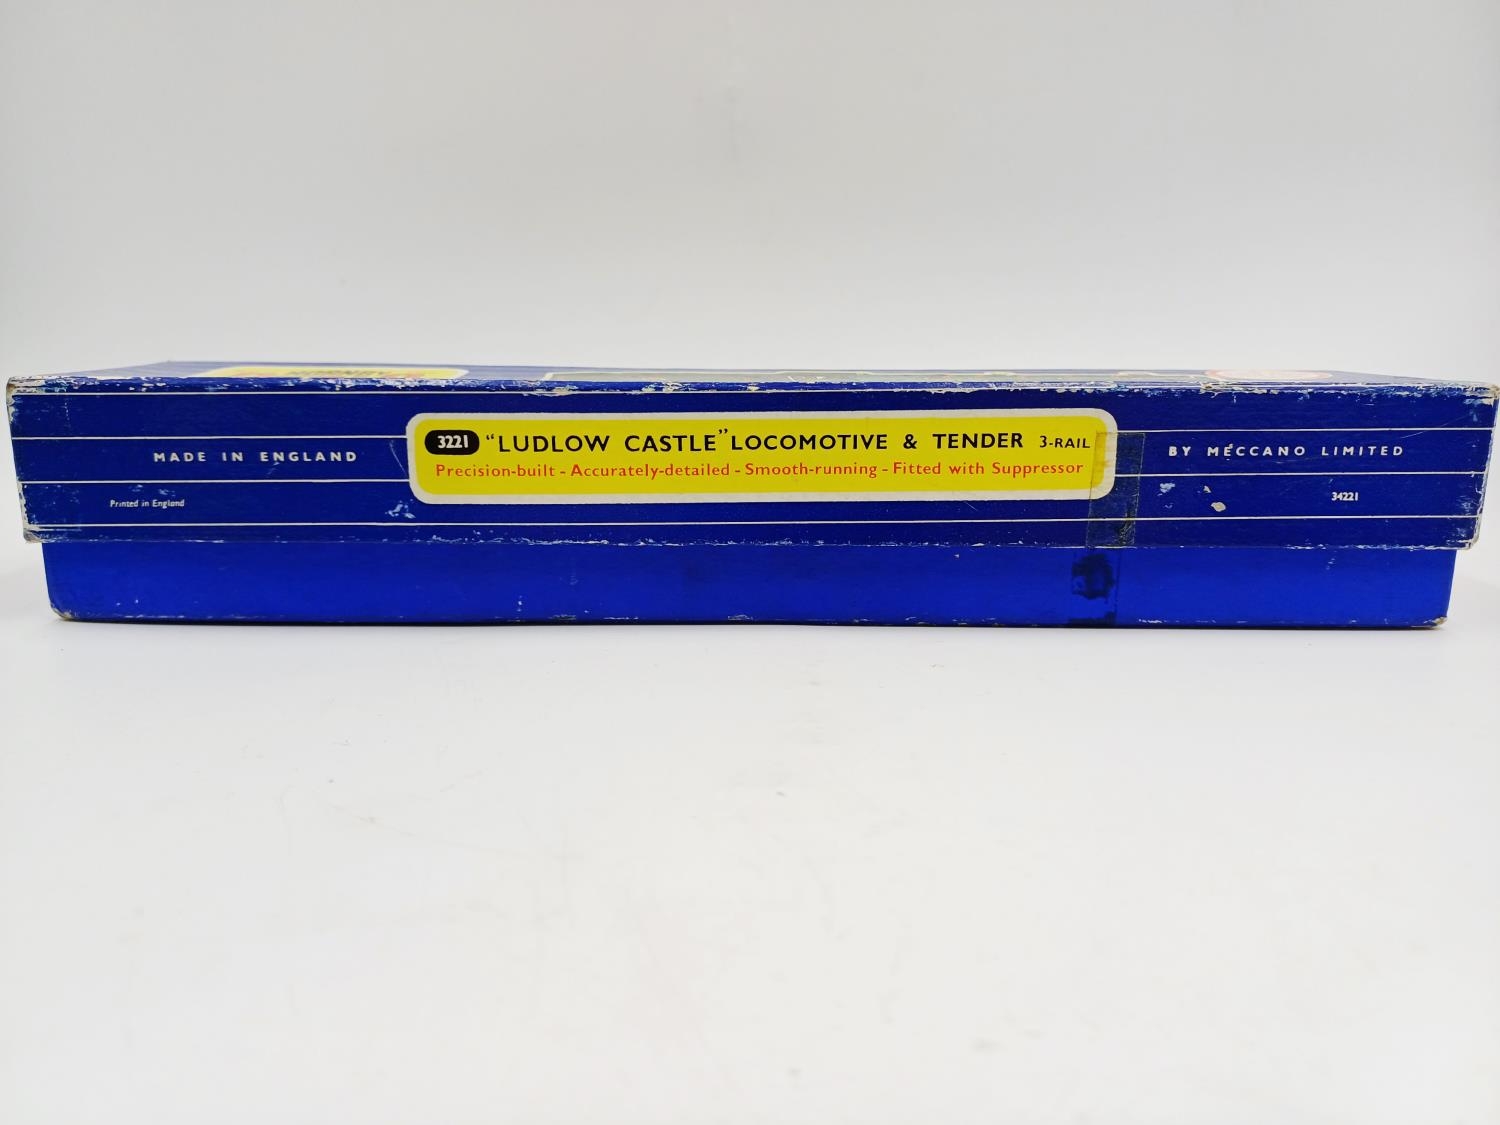 HORNBY
3221 "LUDLOW CASTLE" LOCOMOTIVE & TENDER 3-RAIL
Precision-built - Accurately-detailed - Smooth-running - Fitted with Suppressor
MADE IN ENGLAND
BY MECCANO LIMITED
Printed in England
34221